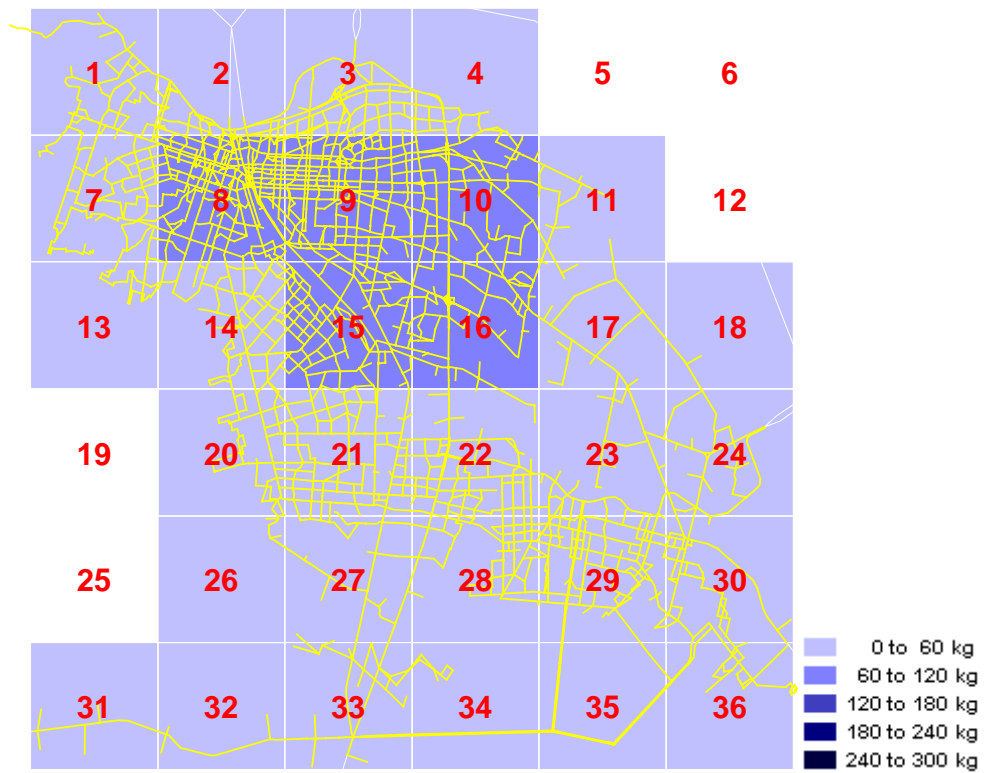 1 2 3 4 5 6
7 8 9 10 11 12
13 14 15 16 17 18
19 20 21 22 23 24
25 26 27 28 29 30
31 32 33 34 35 36
0 to 60 kg
60 to 120 kg
120 to 180 kg
180 to 240 kg
240 to 300 kg